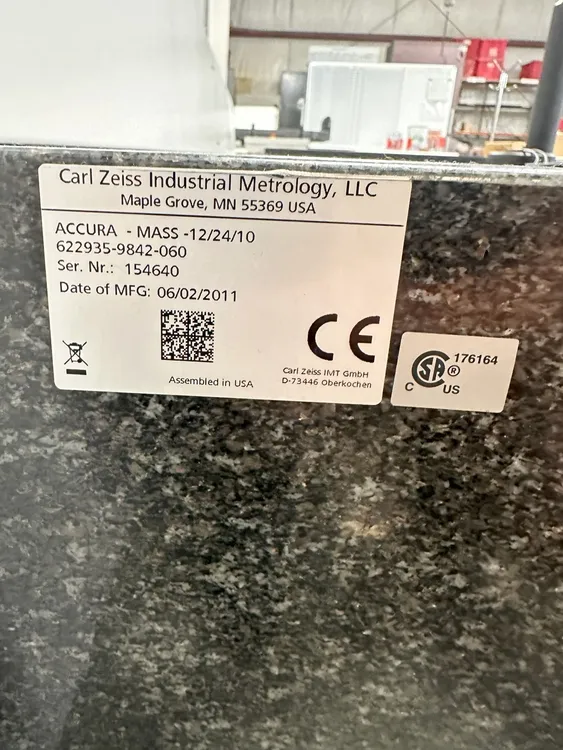 Carl Zeiss Industrial Metrology, LLC
Maple Grove, MN 55369 USA
ACCURA - MASS -12/24/10
622935-9842-060
Ser. Nr.: 154640
Date of MFG: 06/02/2011
CE
Assembled in USA
Carl Zeiss IMT GmbH
D-73446 Oberkochen
176164
SA ®
C US